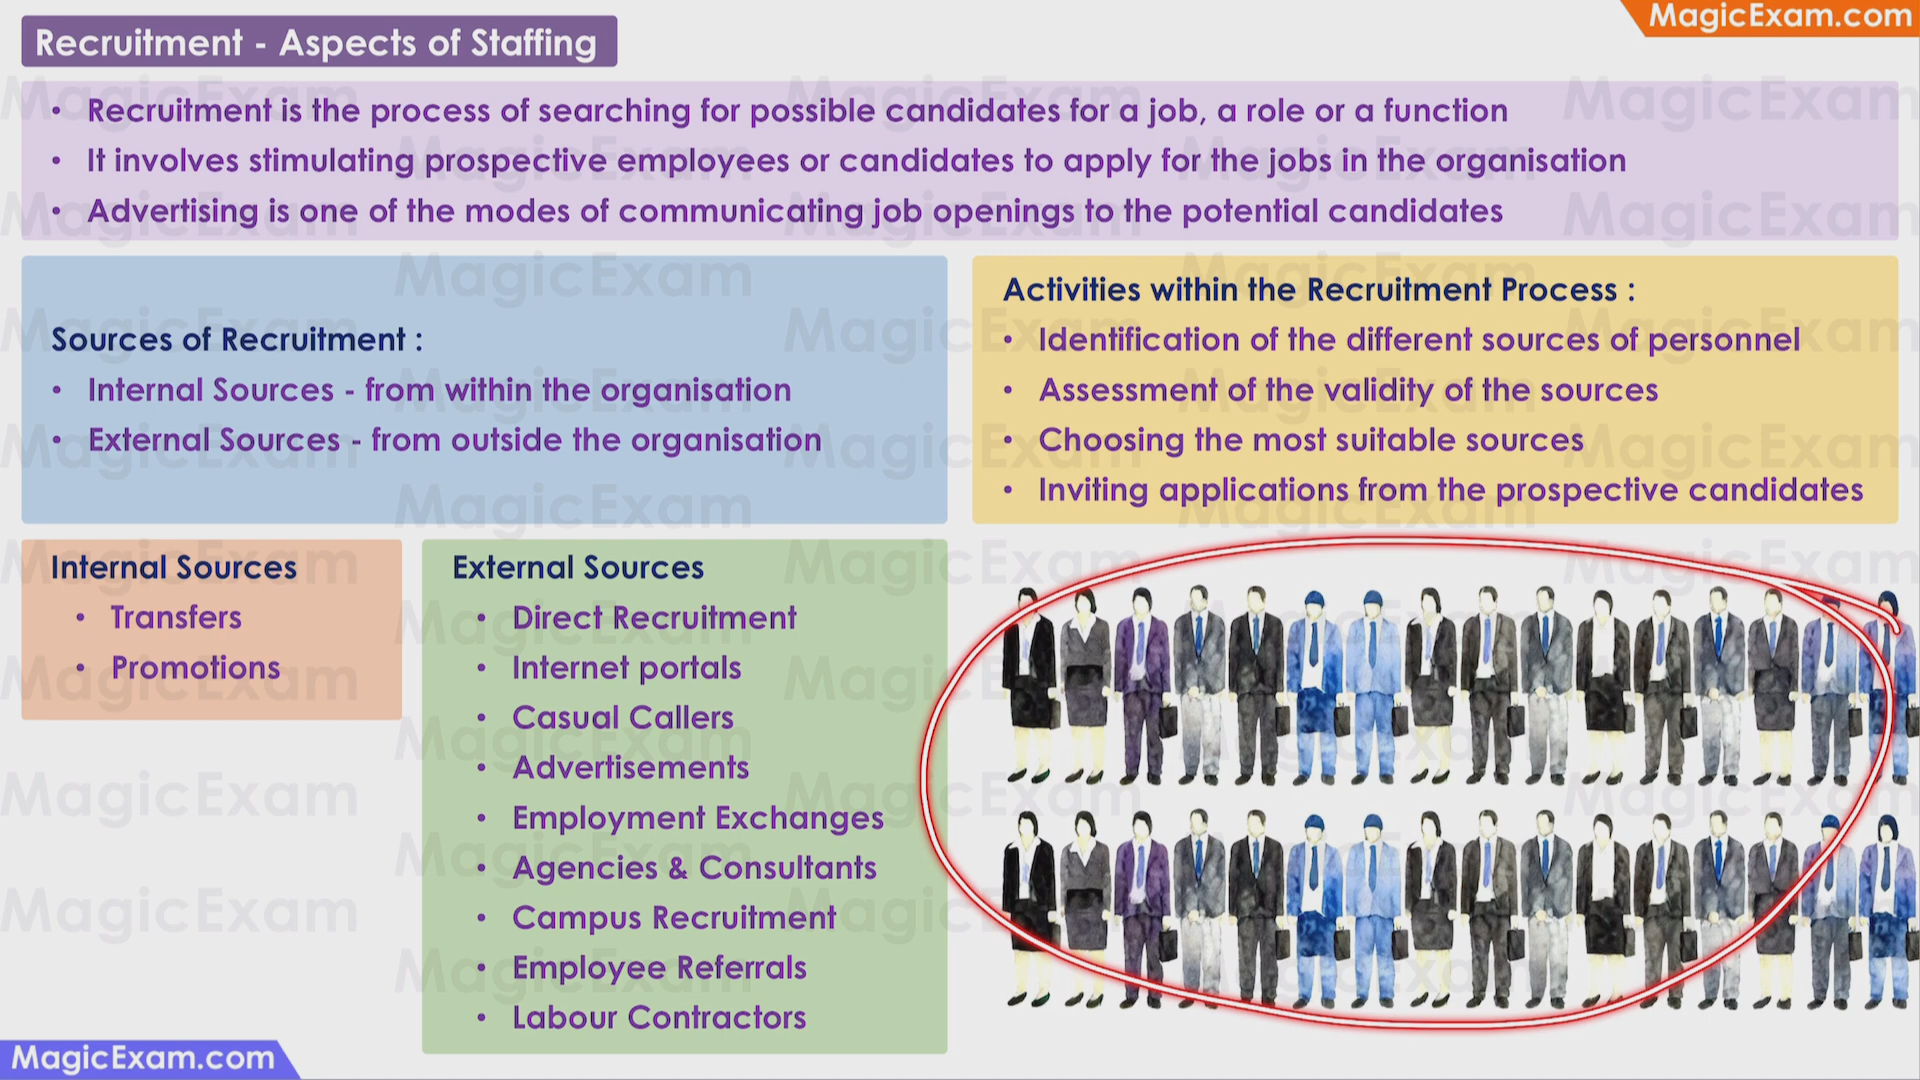 MagicExam.com
Recruitment - Aspects of Staffing
• Recruitment is the process of searching for possible candidates for a job, a role or a function
• It involves stimulating prospective employees or candidates to apply for the jobs in the organisation
• Advertising is one of the modes of communicating job openings to the potential candidates
Sources of Recruitment :
• Internal Sources - from within the organisation
• External Sources - from outside the organisation
Activities within the Recruitment Process :
• Identification of the different sources of personnel
• Assessment of the validity of the sources
• Choosing the most suitable sources
• Inviting applications from the prospective candidates
Internal Sources
• Transfers
• Promotions
External Sources
• Direct Recruitment
• Internet portals
• Casual Callers
• Advertisements
• Employment Exchanges
• Agencies & Consultants
• Campus Recruitment
• Employee Referrals
• Labour Contractors
MagicExam.com